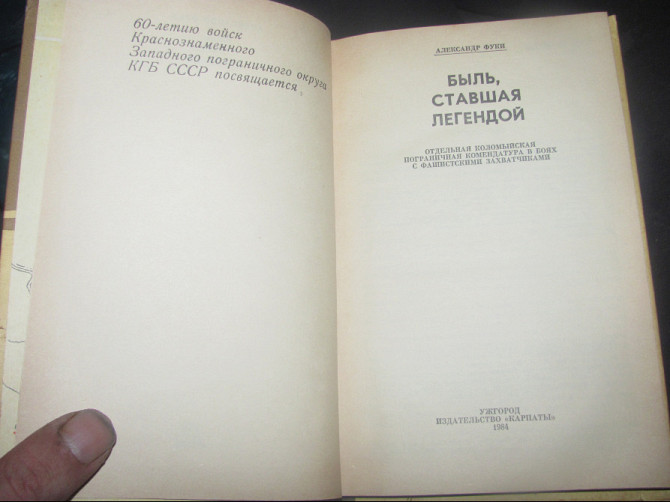 60-летию войск
Краснознаменного
Западного пограничного округа
КГБ СССР посвящается
АЛЕКСАНДР ФУКИ
БЫЛЬ,
СТАВШАЯ
ЛЕГЕНДОЙ
ОТДЕЛЬНАЯ КОЛОМЫЙСКАЯ
ПОГРАНИЧНАЯ КОМЕНДАТУРА В БОЯХ
С ФАШИСТСКИМИ ЗАХВАТЧИКАМИ
УЖГОРОД
ИЗДАТЕЛЬСТВО «КАРПАТЫ»
1984